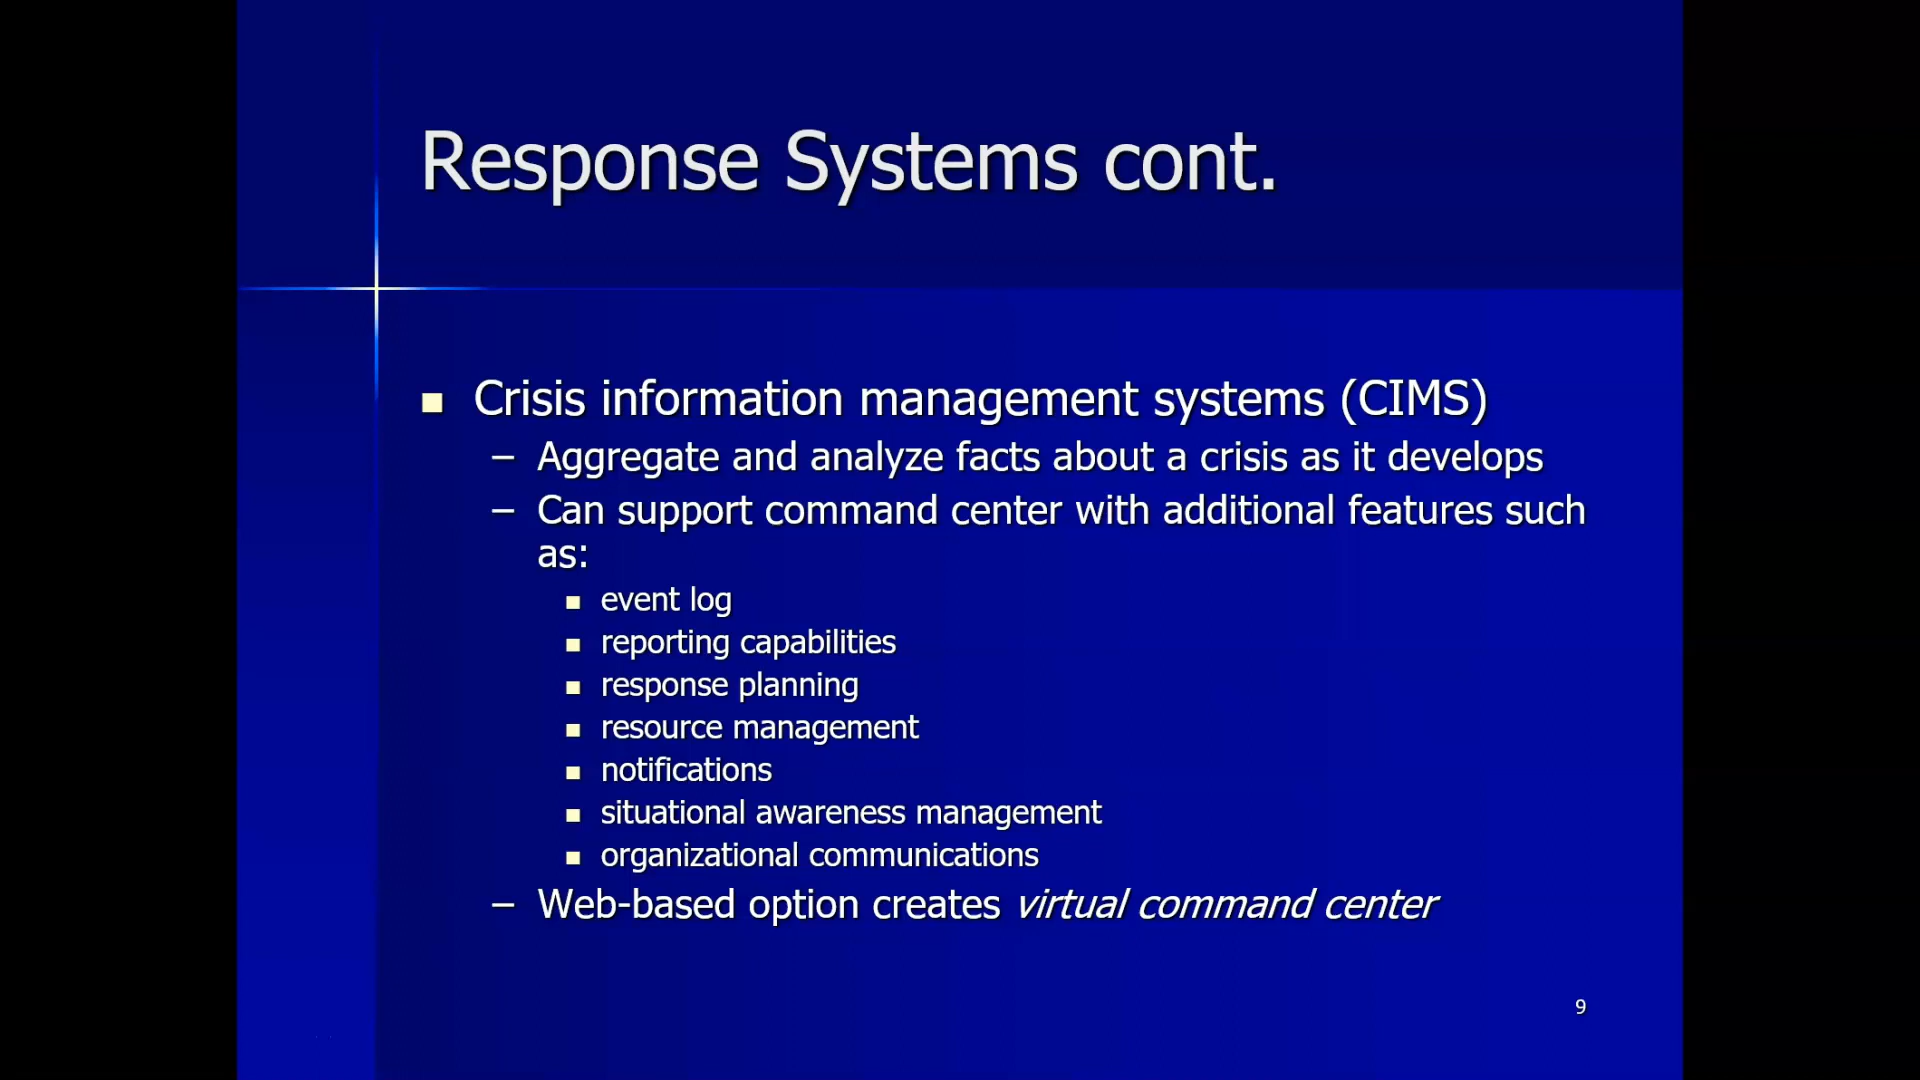 Response Systems cont.
Crisis information management systems (CIMS)
– Aggregate and analyze facts about a crisis as it develops
– Can support command center with additional features such
as:
event log
reporting capabilities
response planning
resource management
notifications
situational awareness management
organizational communications
– Web-based option creates virtual command center
9